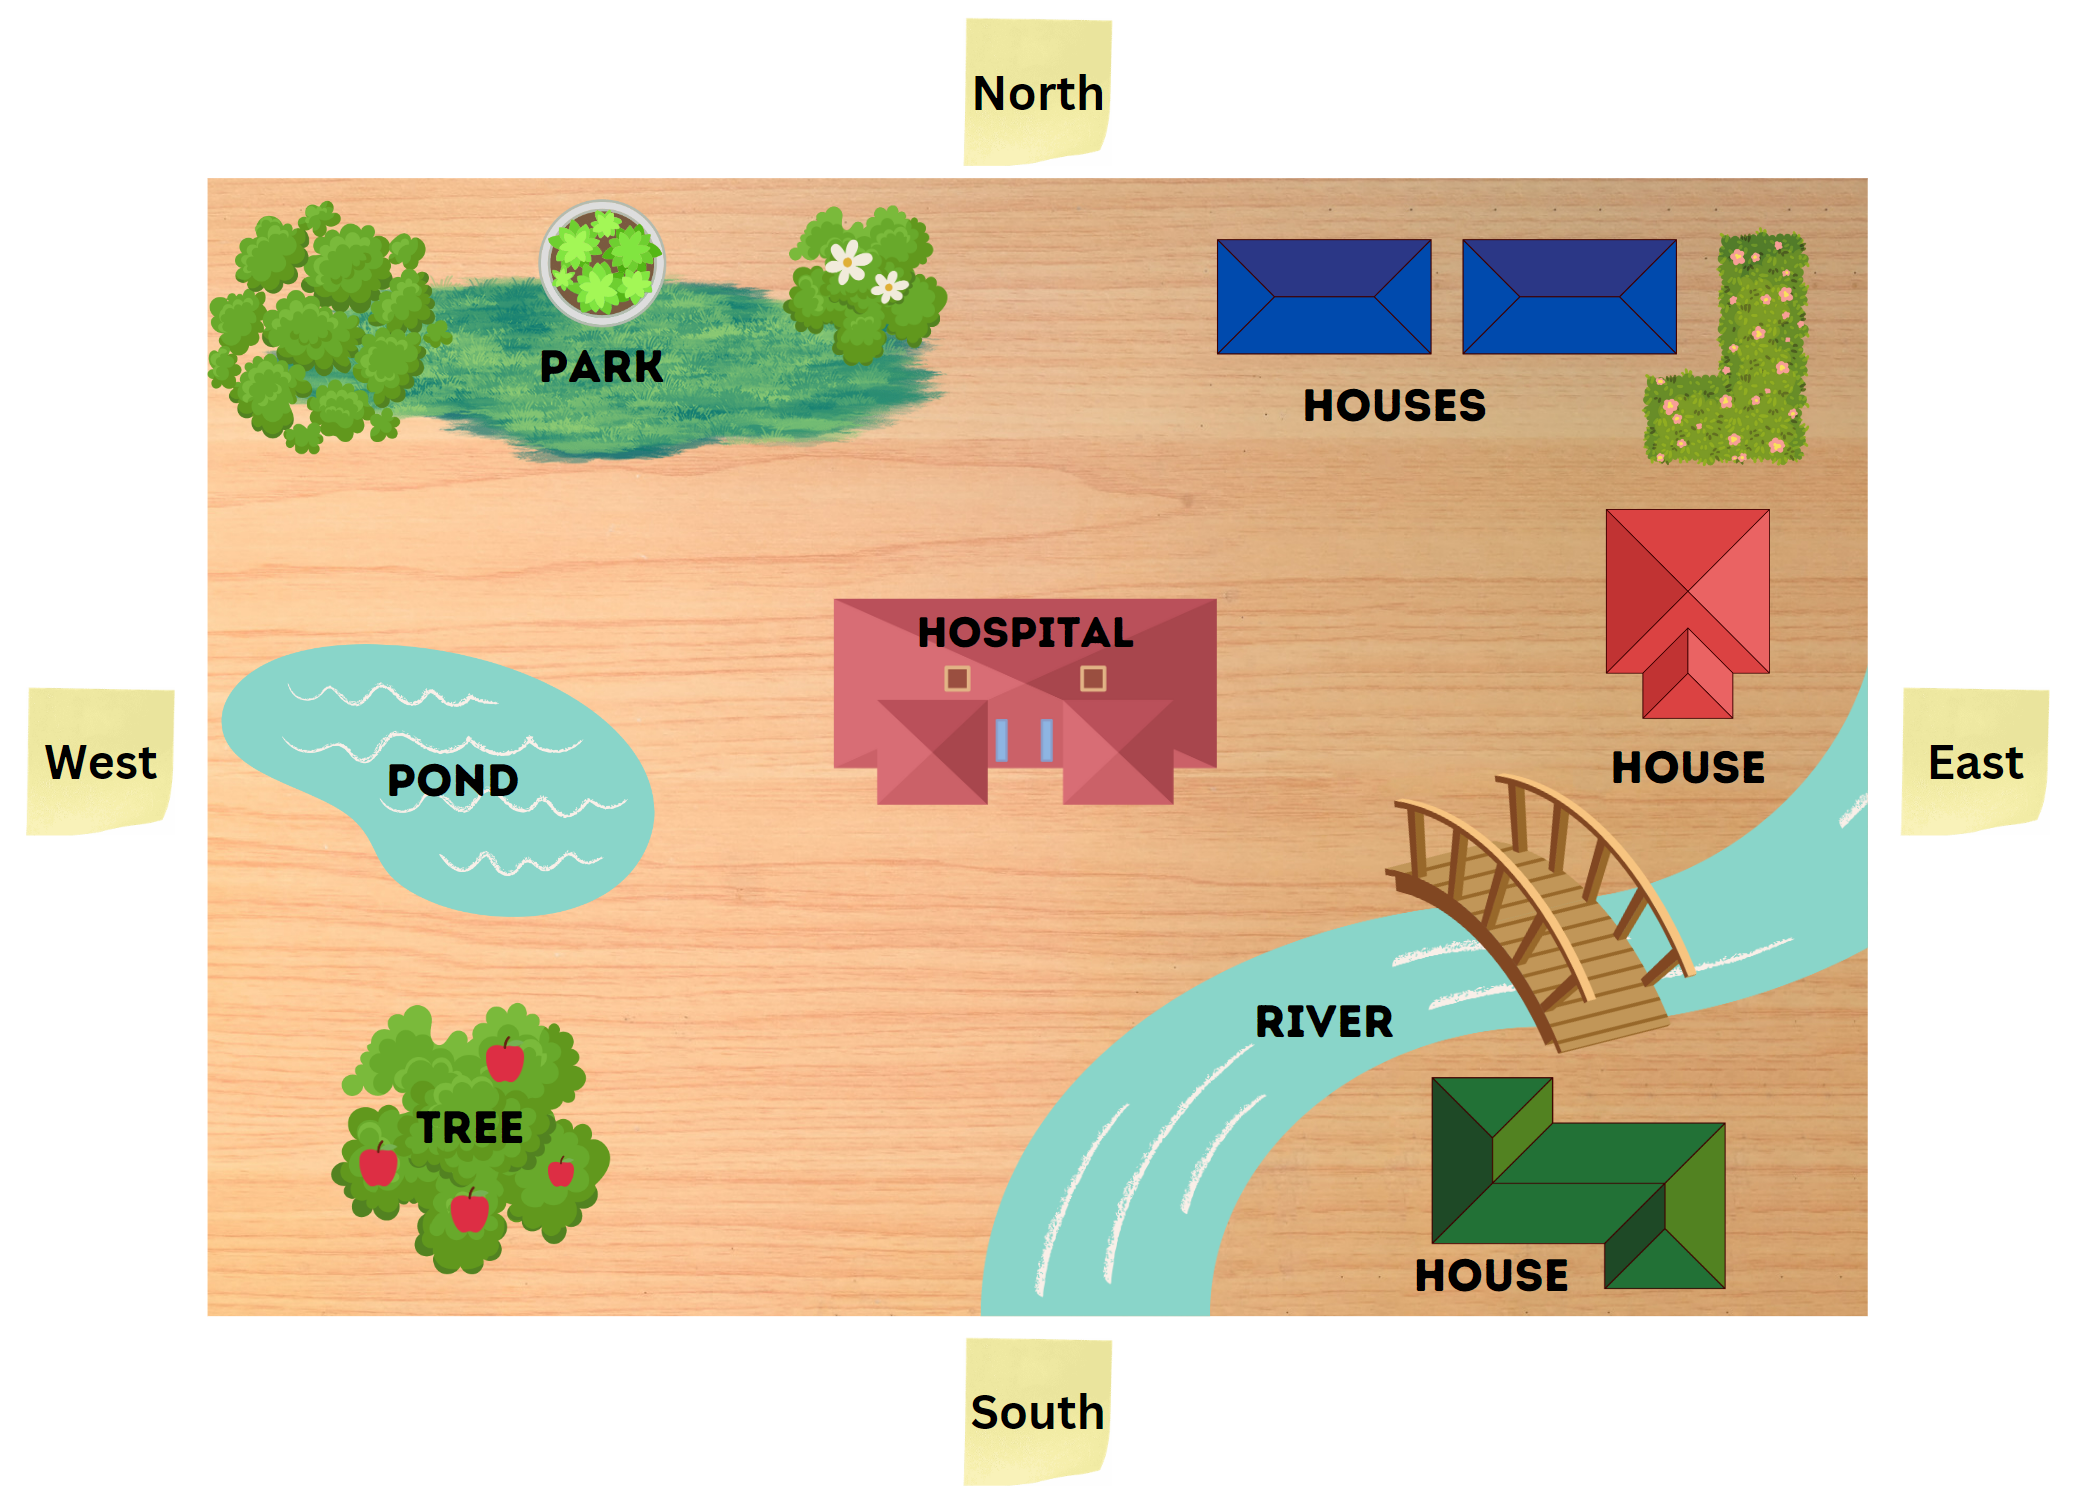 North
PARK
HOUSES
HOSPITAL
West
POND
HOUSE
East
RIVER
TREE
HOUSE
South